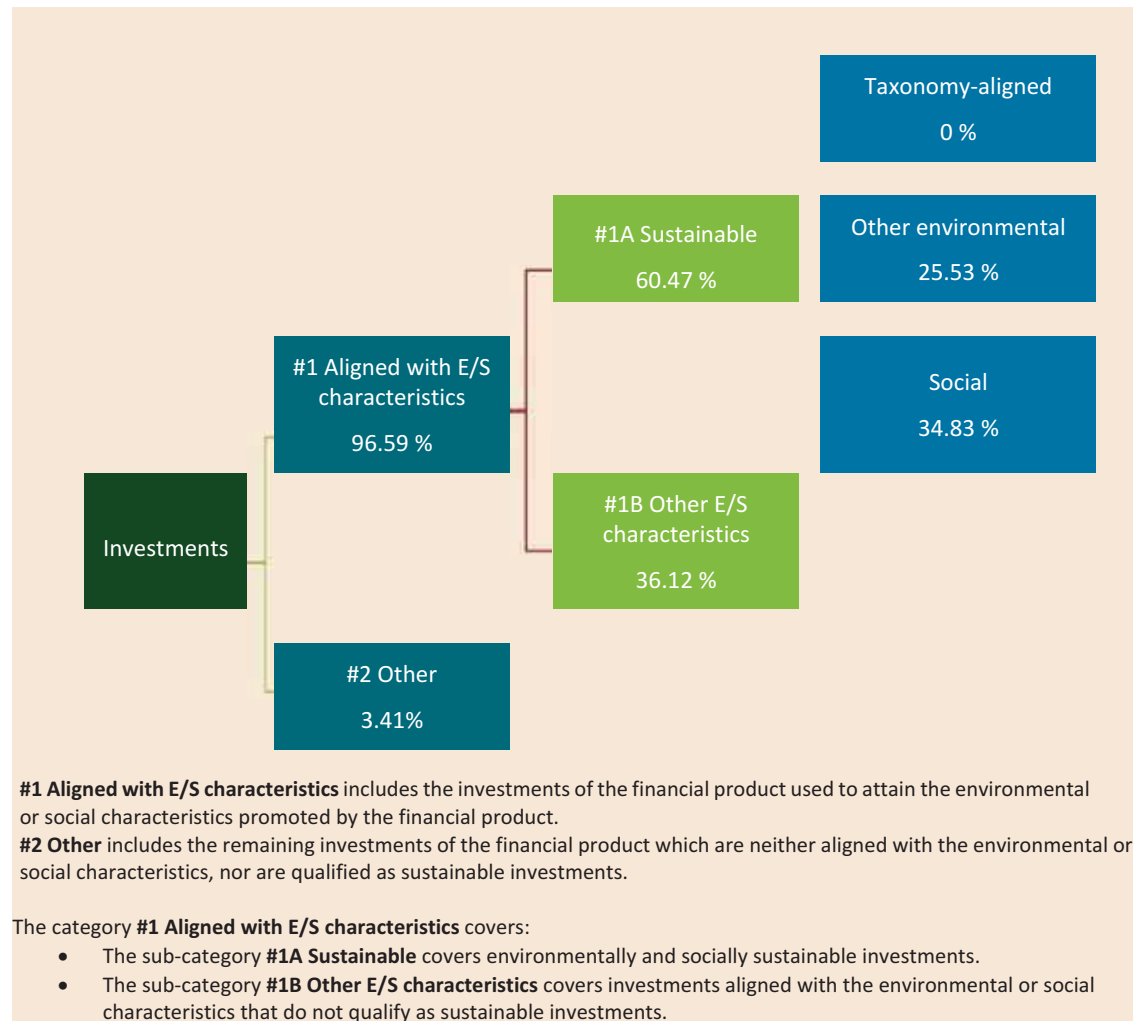 Taxonomy-aligned
0 %
#1A Sustainable
60.47 %
Other environmental
25.53 %
#1 Aligned with E/S
characteristics
96.59 %
Social
34.83 %
Investments
#1B Other E/S
characteristics
36.12 %
#2 Other
3.41%
#1 Aligned with E/S characteristics includes the investments of the financial product used to attain the environmental
or social characteristics promoted by the financial product.
#2 Other includes the remaining investments of the financial product which are neither aligned with the environmental or
social characteristics, nor are qualified as sustainable investments.
The category #1 Aligned with E/S characteristics covers:
• The sub-category #1A Sustainable covers environmentally and socially sustainable investments.
• The sub-category #1B Other E/S characteristics covers investments aligned with the environmental or social
characteristics that do not qualify as sustainable investments.